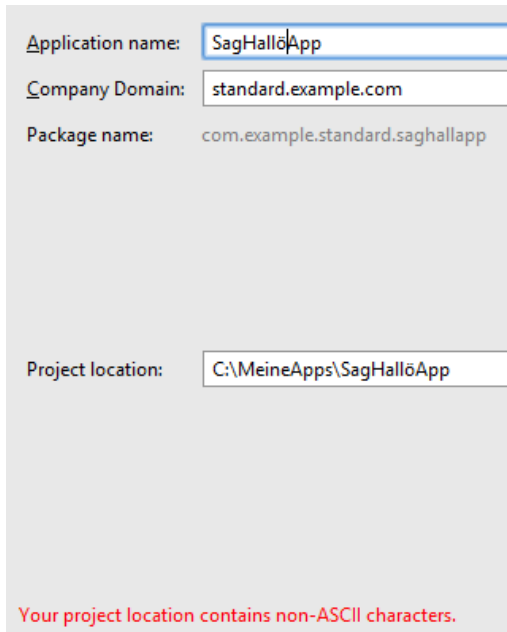 Application name: SagHallöApp
Company Domain: standard.example.com
Package name: com.example.standard.saghallapp
Project location: C:\MeineApps\SagHallöApp
Your project location contains non-ASCII characters.